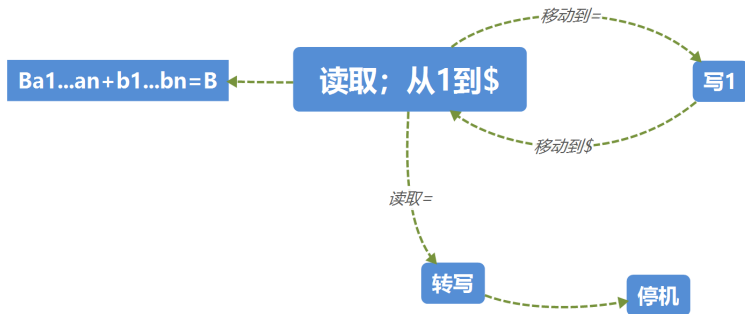 移动到=
Ba1...an+b1...bn=B
读取；从1到$
写1
移动到$
读取=
转写
停机